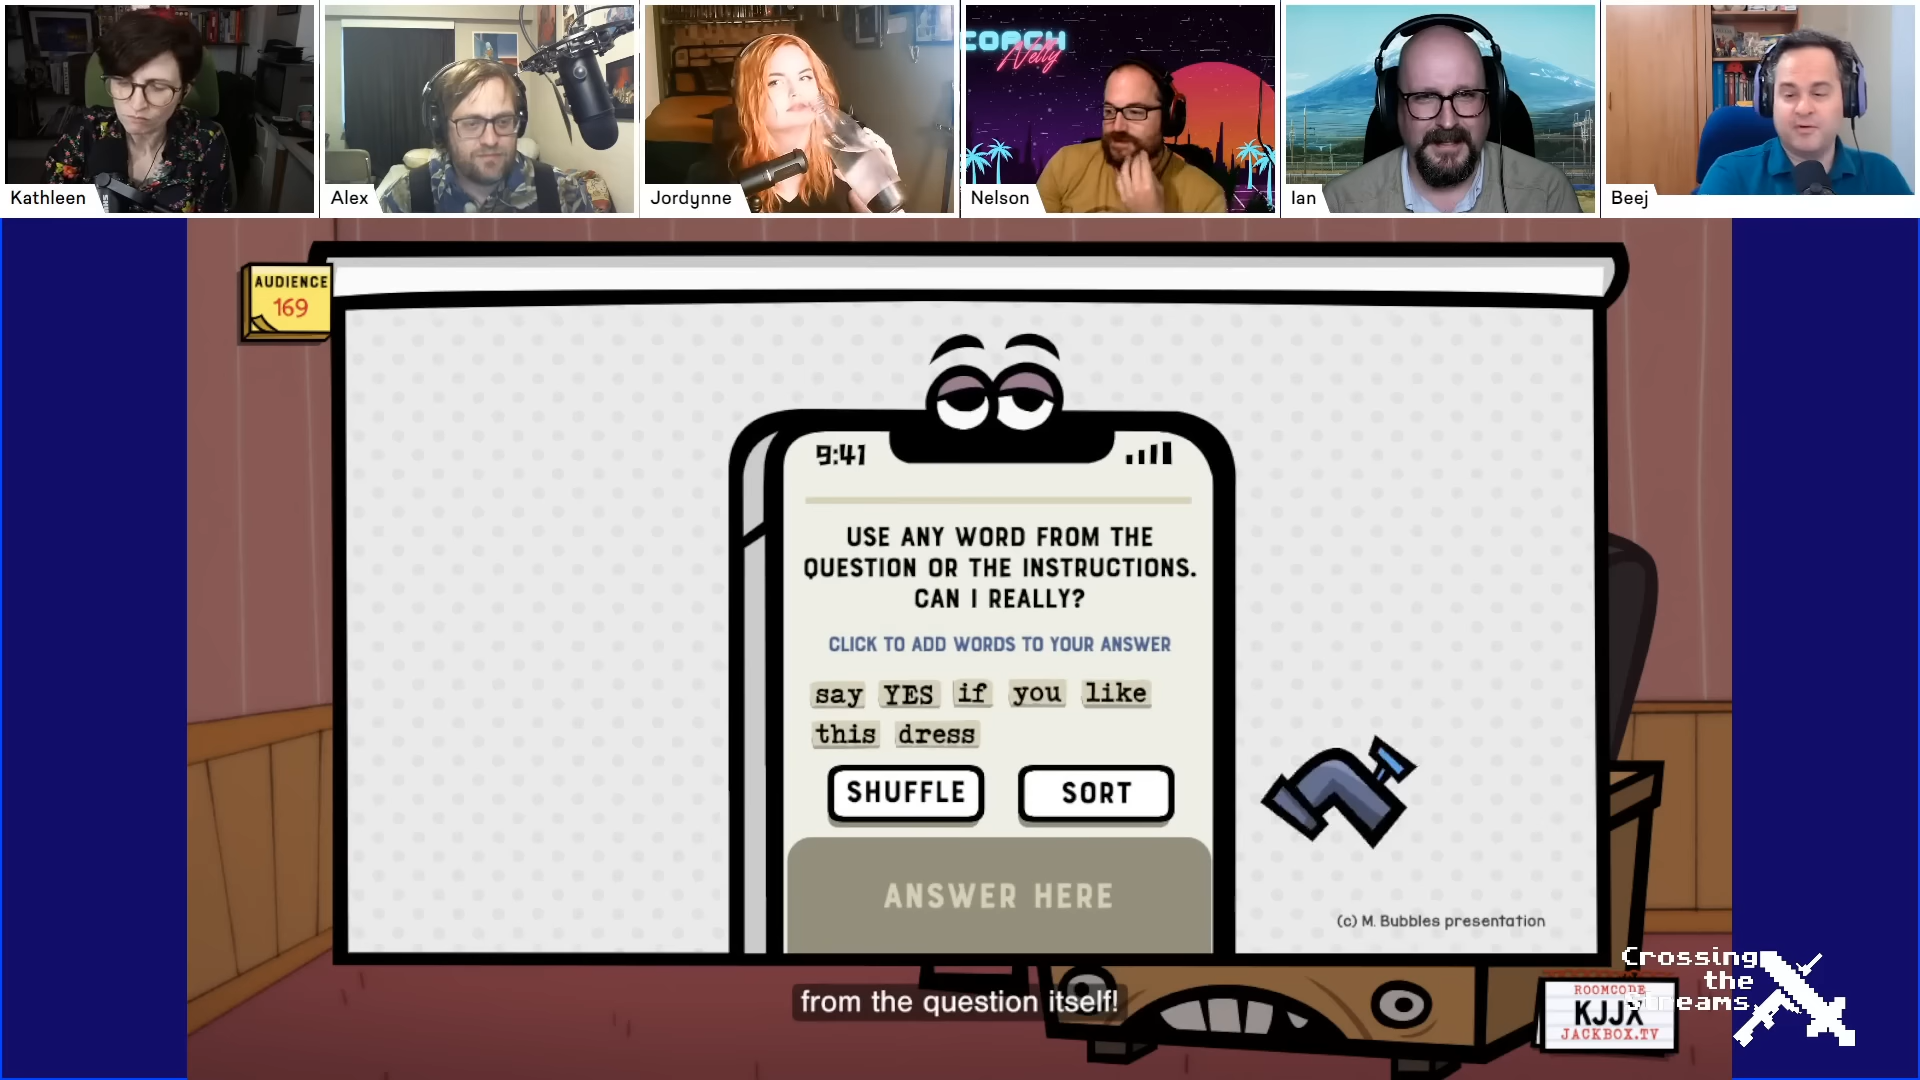 COACH
Nelly
Kathleen
Alex
Jordynne
Nelson
Ian
Beej
AUDIENCE
169
9:41
USE ANY WORD FROM THE
QUESTION OR THE INSTRUCTIONS.
CAN I REALLY?
CLICK TO ADD WORDS TO YOUR ANSWER
say YES if you like
this dress
SHUFFLE SORT
ANSWER HERE
(c) M. Bubbles presentation
from the question itself!
Crossing
the
Streams
ROOMCODE
KJJX
JACKBOX.TV